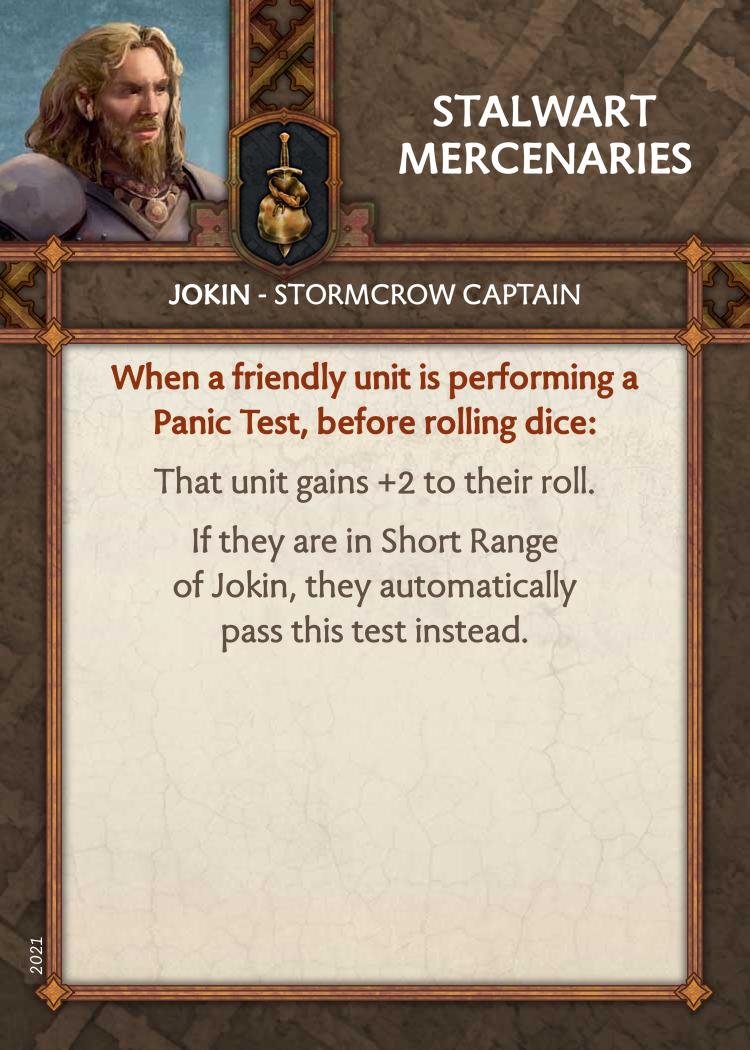 STALWART
MERCENARIES
JOKIN - STORMCROW CAPTAIN
When a friendly unit is performing a
Panic Test, before rolling dice:
That unit gains +2 to their roll.
If they are in Short Range
of Jokin, they automatically
pass this test instead.
2021